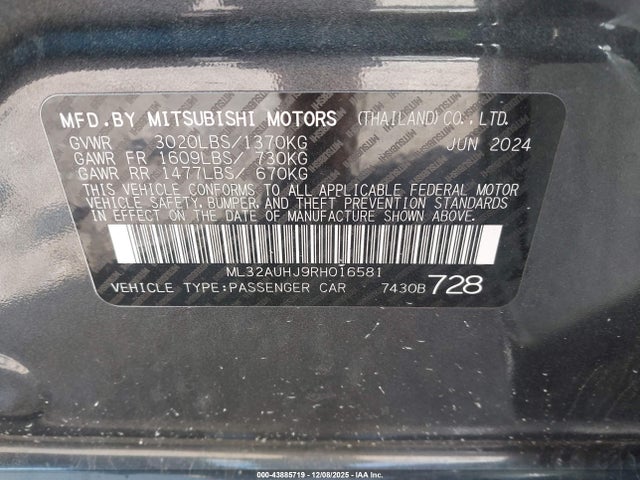 MFD.BY MITSUBISHI MOTORS (THAILAND)CO.,LTD.
GVWR 3020LBS/1370KG JUN 2024
GAWR FR 1609LBS/ 730KG
GAWR RR 1477LBS/ 670KG
THIS VEHICLE CONFORMS TO ALL APPLICABLE FEDERAL MOTOR
VEHICLE SAFETY, BUMPER, AND THEFT PREVENTION STANDARDS
IN EFFECT ON THE DATE OF MANUFACTURE SHOWN ABOVE.
ML32AUHJ9RH016581
VEHICLE TYPE:PASSENGER CAR 7430B 728
000-43885719 | 12/08/2025 | IAA Inc.